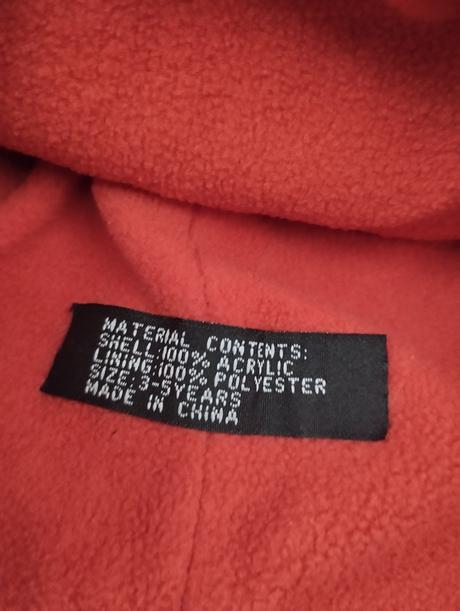 MATERIAL CONTENTS:
SHELL:100% ACRYLIC
LINING:100% POLYESTER
SIZE:3-5YEARS
MADE IN CHINA